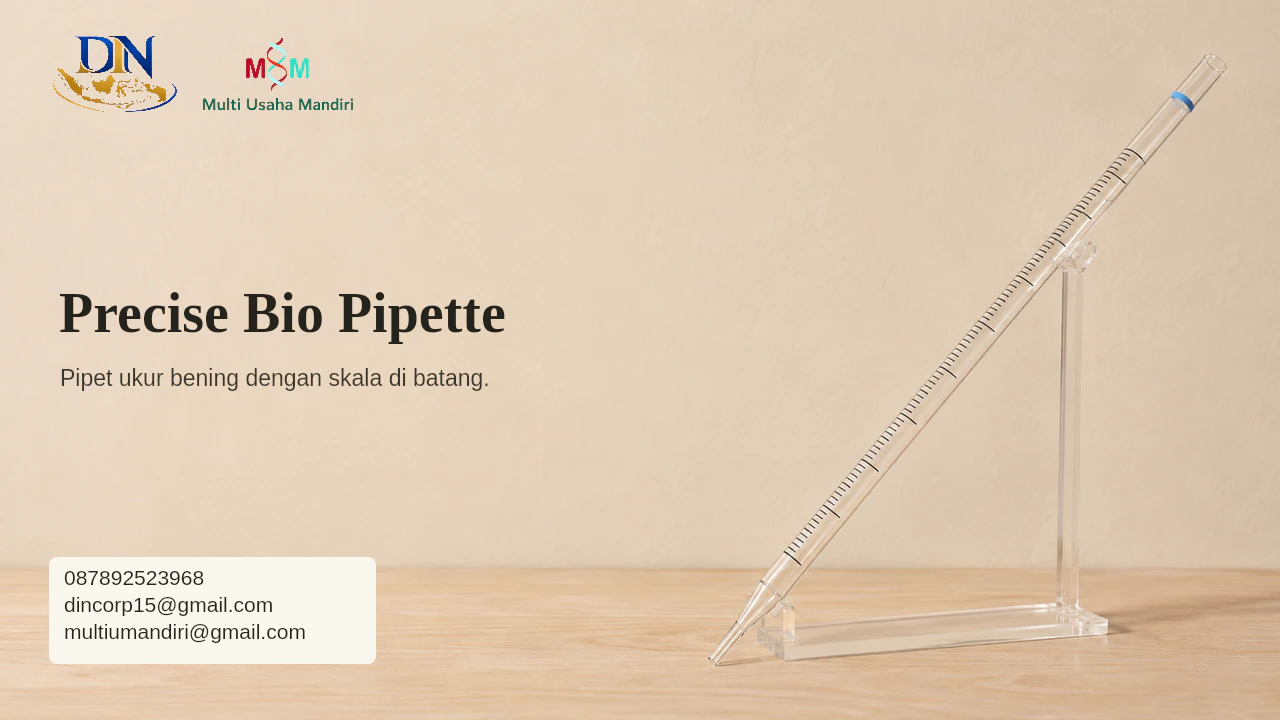 DN
MSM
Multi Usaha Mandiri
Precise Bio Pipette
Pipet ukur bening dengan skala di batang.
087892523968
dincorp15@gmail.com
multiumandiri@gmail.com